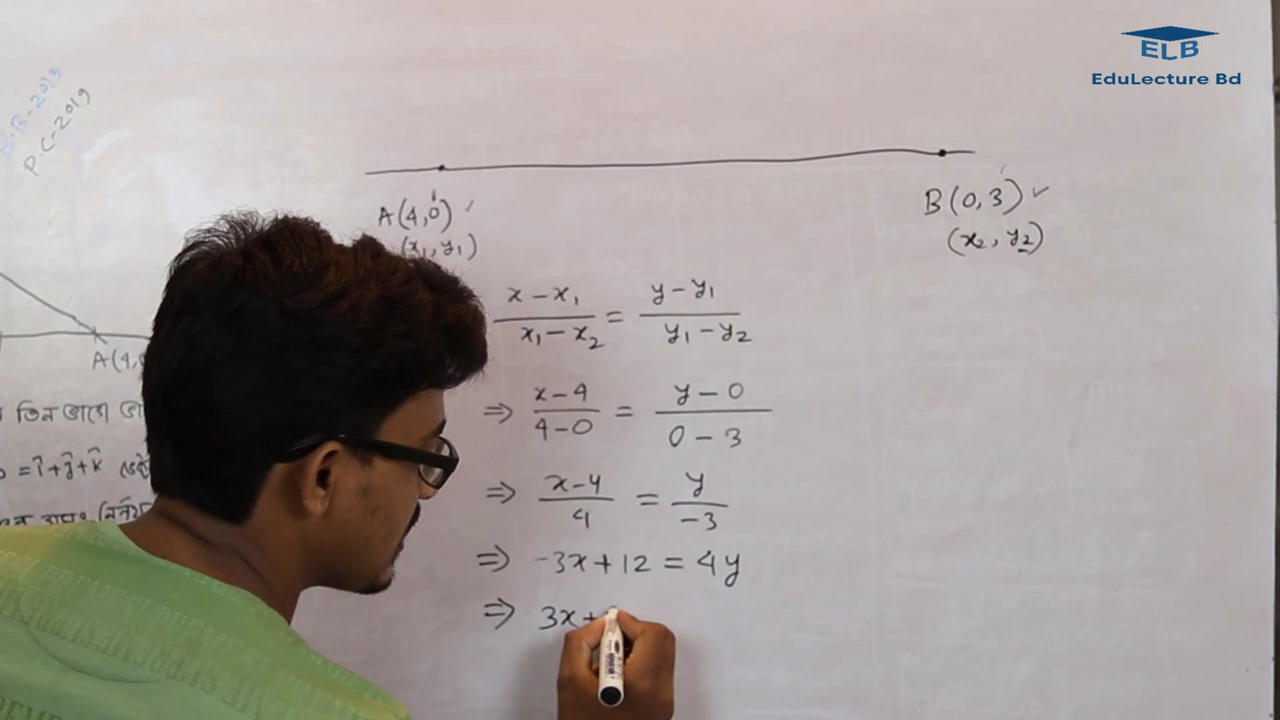 ELB
EduLecture Bd
B.B-2019
P.C-2019
A(4,0)
(x₁, y₁)
B(0,3)
(x₂, y₂)
x-x₁/x₁-x₂ = y-y₁/y₁-y₂
⇒ x-4/4-0 = y-0/0-3
⇒ x-4/4 = y/-3
⇒ -3x+12 = 4y
⇒ 3x+
A(4,
তিন ভাগে
= î+ĵ+k̂